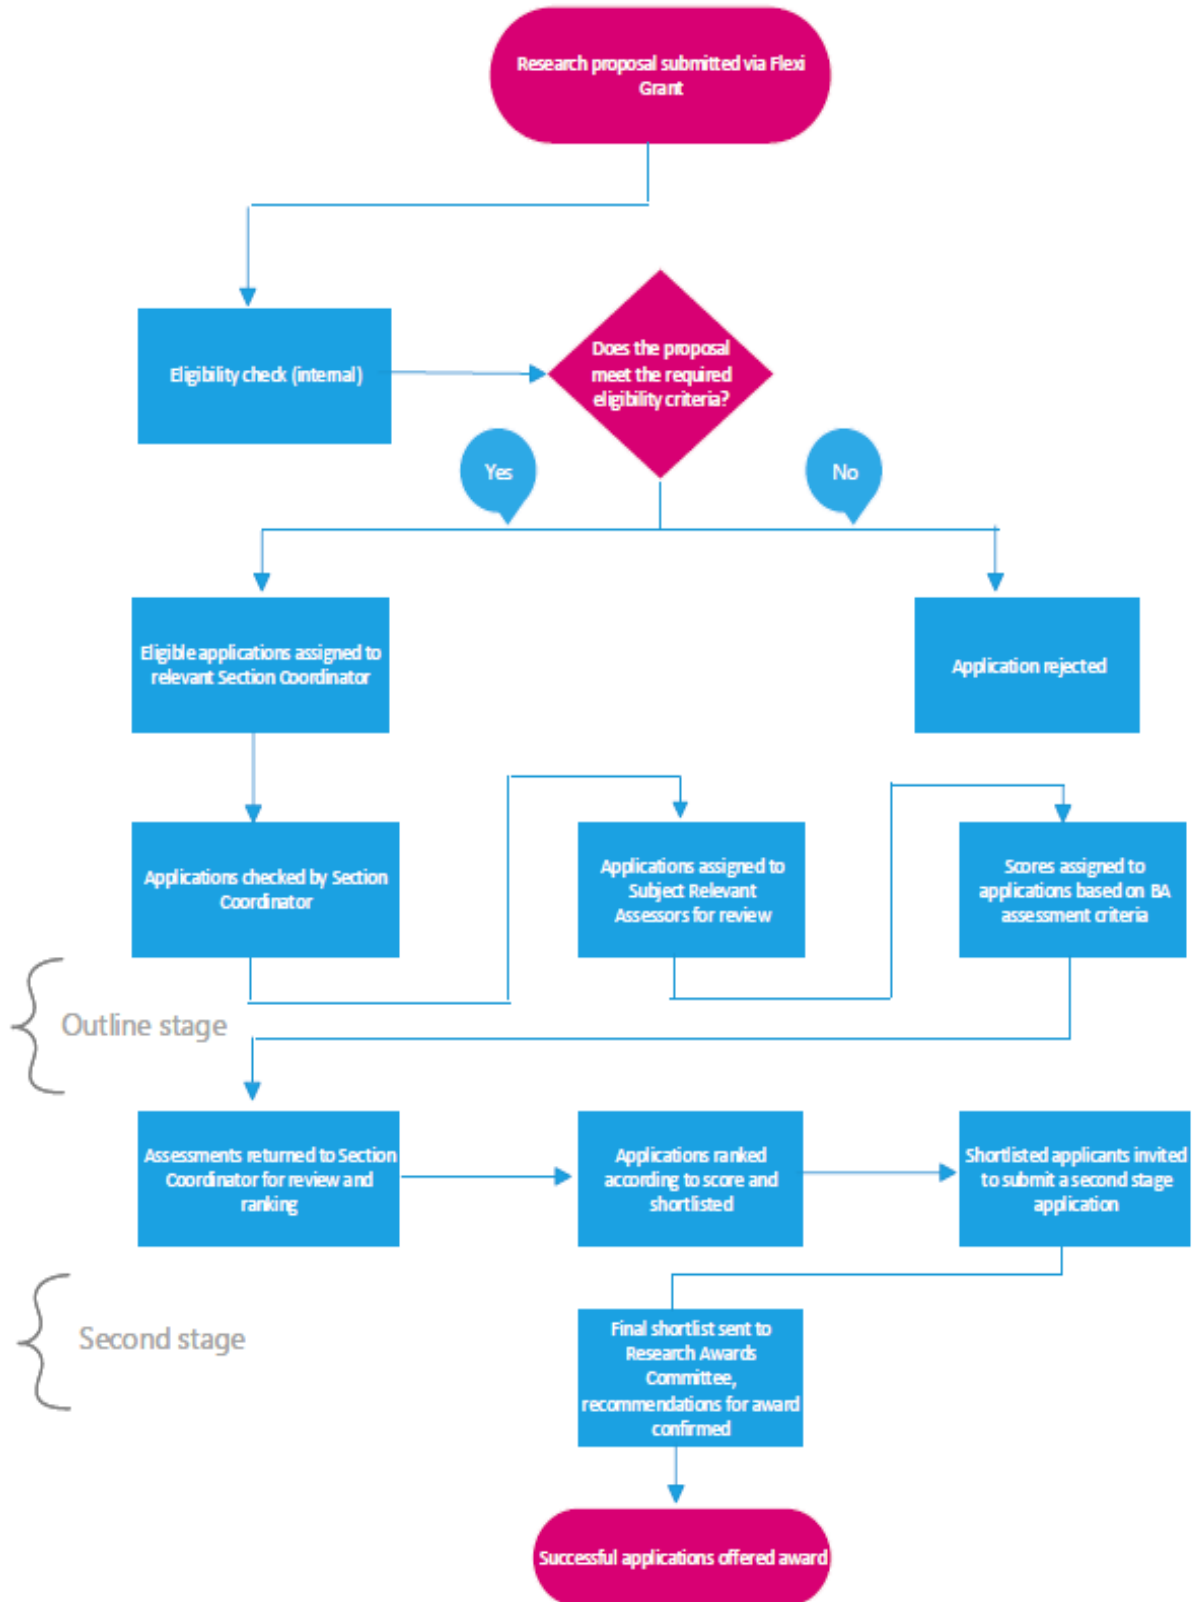 Research proposal submitted via Flexi
Grant
Eligibility check (internal)
Does the proposal
meet the required
eligibility criteria?
Yes
No
Eligible applications assigned to
relevant Section Coordinator
Application rejected
Applications checked by Section
Coordinator
Applications assigned to
Subject Relevant
Assessors for review
Scores assigned to
applications based on BA
assessment criteria
Outline stage
Assessments returned to Section
Coordinator for review and
ranking
Applications ranked
according to score and
shortlisted
Shortlisted applicants invited
to submit a second stage
application
Second stage
Final shortlist sent to
Research Awards
Committee,
recommendations for award
confirmed
Successful applications offered award